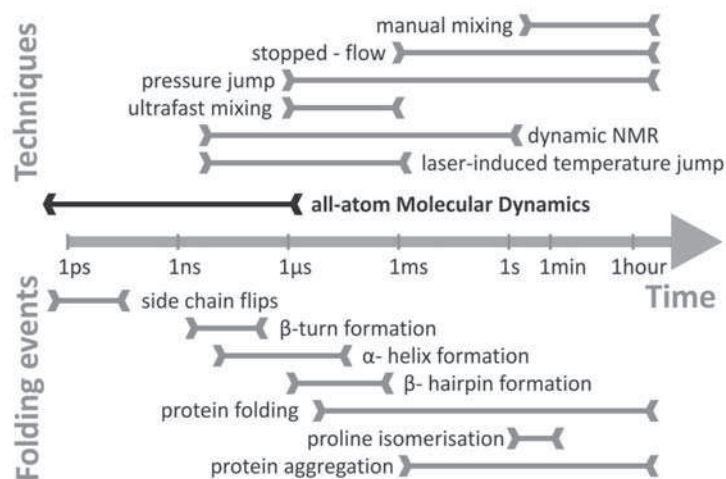 Techniques
manual mixing
stopped - flow
pressure jump
ultrafast mixing
dynamic NMR
laser-induced temperature jump
all-atom Molecular Dynamics
1ps 1ns 1μs 1ms 1s 1min 1hour
Time
Folding events
side chain flips
β-turn formation
α- helix formation
β- hairpin formation
protein folding
proline isomerisation
protein aggregation